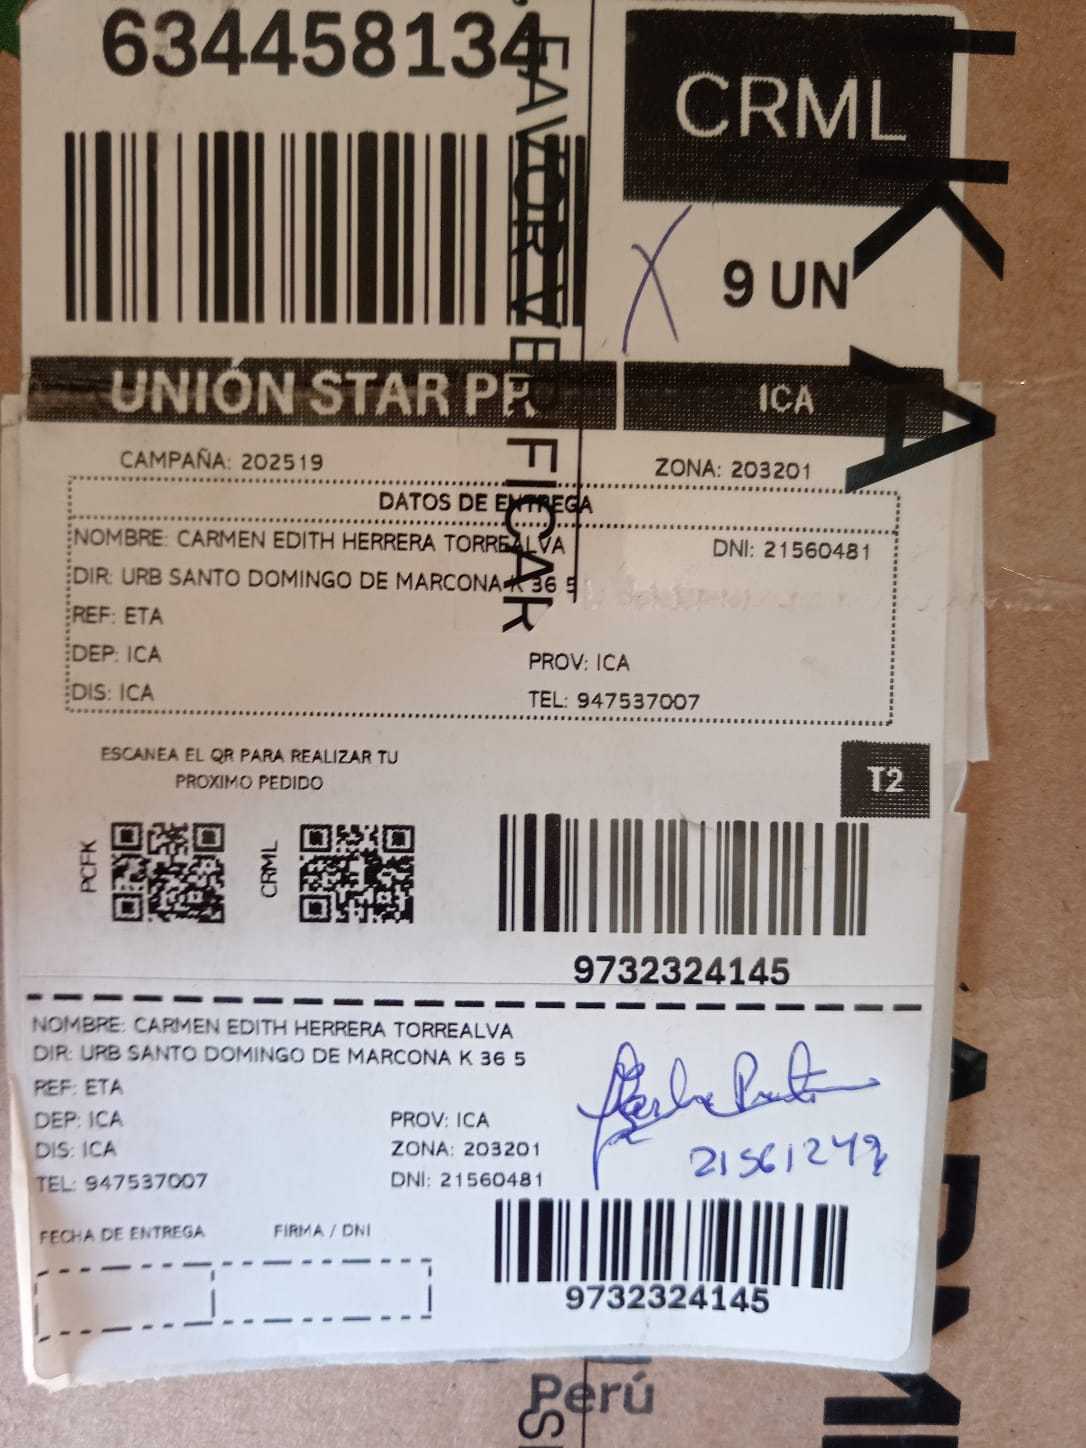 634458134
CRML
X
9 UN
UNIÓN STAR PE
ICA
CAMPAÑA: 202519
ZONA: 203201
DATOS DE ENTREGA
NOMBRE: CARMEN EDITH HERRERA TORREALVA
DNI: 21560481
DIR: URB SANTO DOMINGO DE MARCONA K 36 5
REF: ETA
DEP: ICA
PROV: ICA
DIS: ICA
TEL: 947537007
ESCANEA EL QR PARA REALIZAR TU
PROXIMO PEDIDO
T2
PCFK
CRML
9732324145
NOMBRE: CARMEN EDITH HERRERA TORREALVA
DIR: URB SANTO DOMINGO DE MARCONA K 36 5
REF: ETA
DEP: ICA
PROV: ICA
DIS: ICA
ZONA: 203201
TEL: 947537007
DNI: 21560481
FECHA DE ENTREGA
FIRMA / DNI
9732324145
Perú
FAVOR VERIFICAR